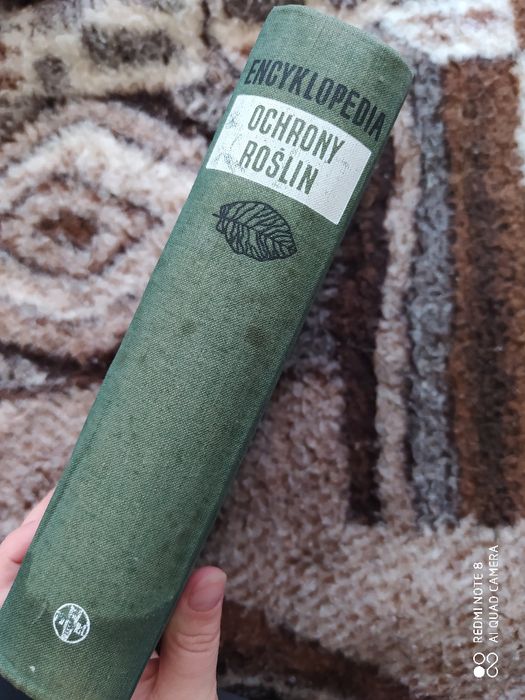 ENCYKLOPEDIA
OCHRONY
ROŚLIN
REDMI NOTE 8
AI QUAD CAMERA